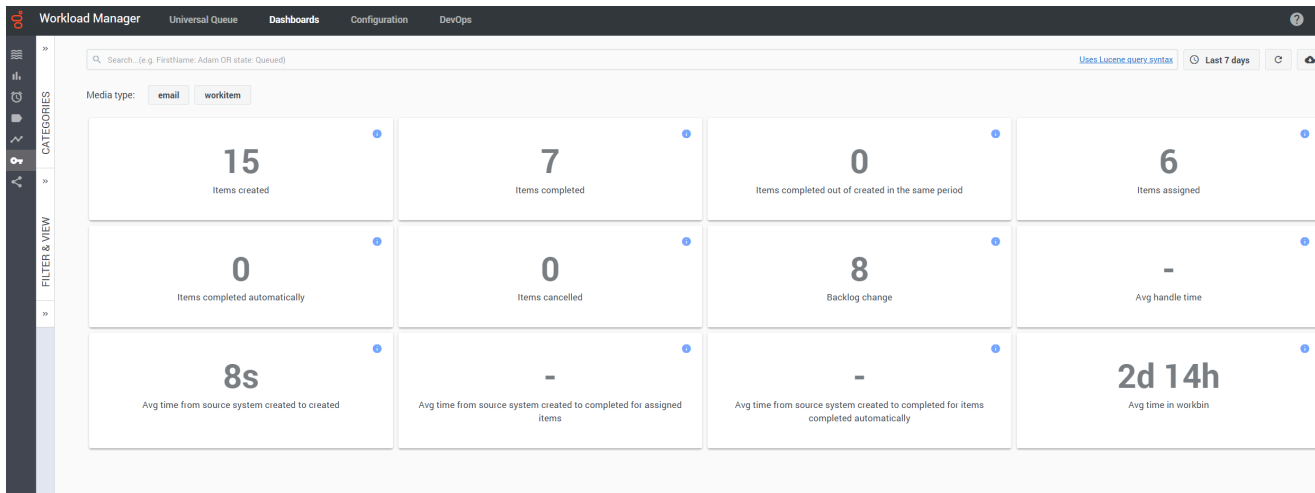 Workload Manager Universal Queue Dashboards Configuration DevOps
Search...(e.g. FirstName: Adam OR state: Queued) Uses Lucene query syntax Last 7 days
CATEGORIES
FILTER & VIEW
Media type: email workitem
15
Items created
7
Items completed
0
Items completed out of created in the same period
6
Items assigned
0
Items completed automatically
0
Items cancelled
8
Backlog change
-
Avg handle time
8s
Avg time from source system created to created
-
Avg time from source system created to completed for assigned
items
-
Avg time from source system created to completed for items
completed automatically
2d 14h
Avg time in workbin